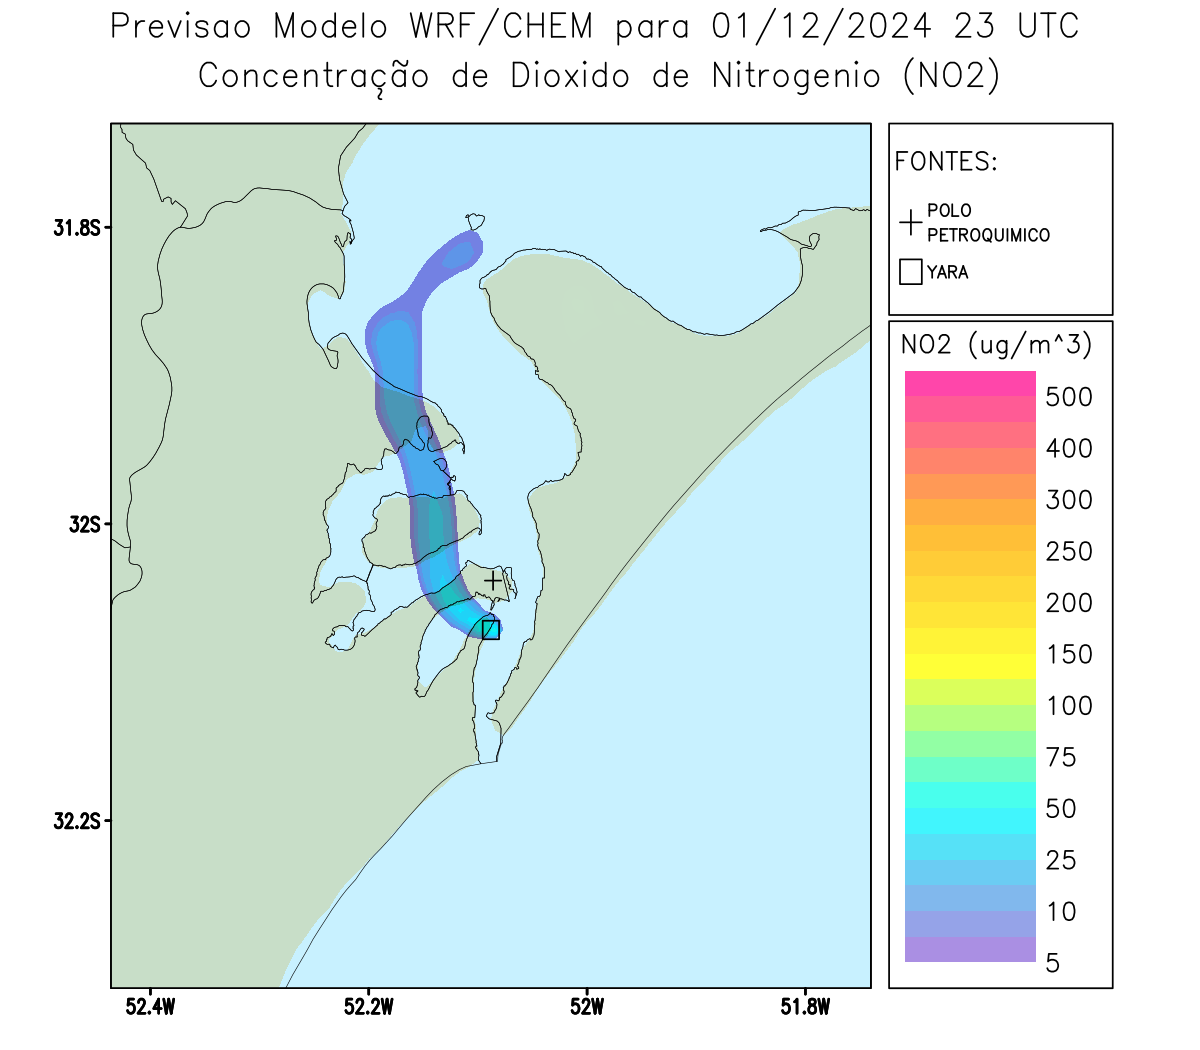 Previsao Modelo WRF/CHEM para 01/12/2024 23 UTC
Concentração de Dioxido de Nitrogenio (NO2)
FONTES:
POLO
PETROQUIMICO
YARA
31.8S
32S
32.2S
52.4W
52.2W
52W
51.8W
NO2 (ug/m^3)
500
400
300
250
200
150
100
75
50
25
10
5